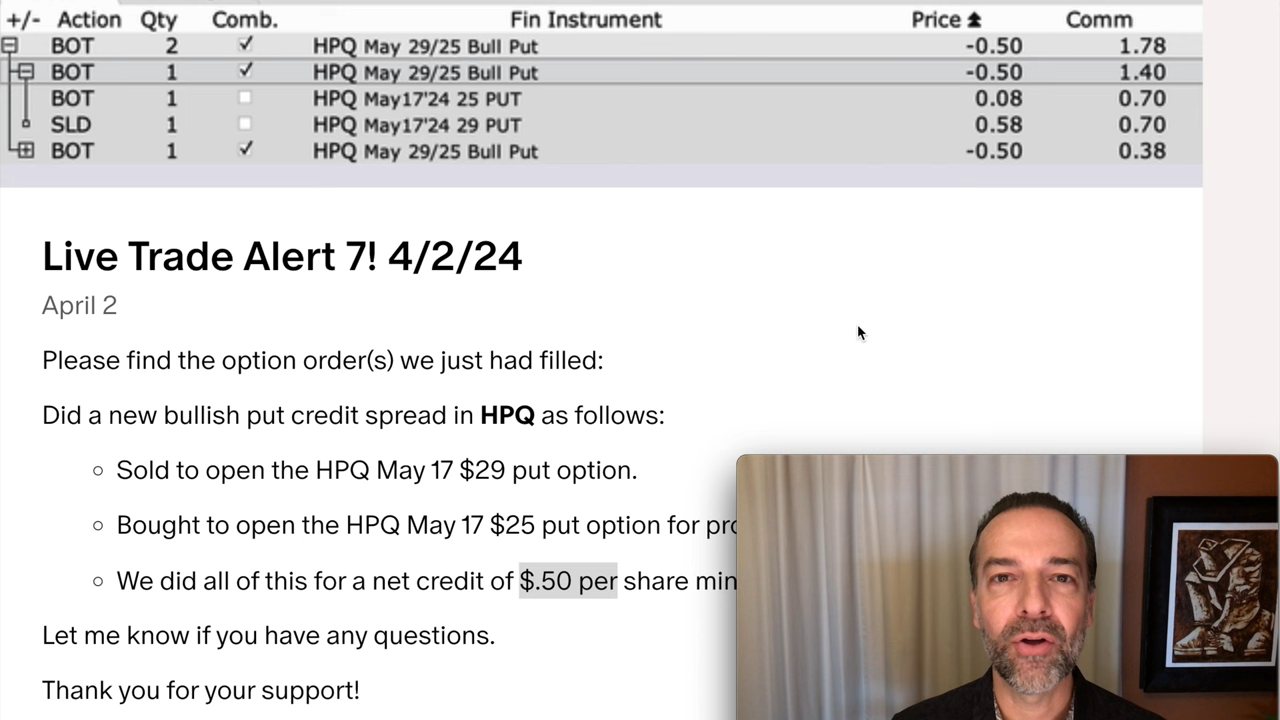 +/- Action Qty Comb. Fin Instrument Price Comm
BOT 2 HPQ May 29/25 Bull Put -0.50 1.78
BOT 1 HPQ May 29/25 Bull Put -0.50 1.40
BOT 1 HPQ May17'24 25 PUT 0.08 0.70
SLD 1 HPQ May17'24 29 PUT 0.58 0.70
BOT 1 HPQ May 29/25 Bull Put -0.50 0.38
Live Trade Alert 7! 4/2/24
April 2
Please find the option order(s) we just had filled:
Did a new bullish put credit spread in HPQ as follows:
Sold to open the HPQ May 17 $29 put option.
Bought to open the HPQ May 17 $25 put option for
We did all of this for a net credit of $.50 per share
Let me know if you have any questions.
Thank you for your support!